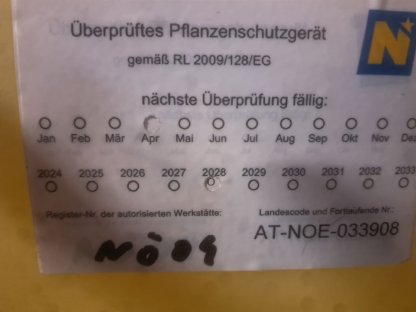 Überprüftes Pflanzenschutzgerät
gemäß RL 2009/128/EG
N
nächste Überprüfung fällig:
Jan Feb Mär Apr Mai Jun Jul Aug Sep Okt Nov Dez
2024 2025 2026 2027 2028 2029 2030 2031 2032 2033
Register-Nr. der autorisierten Werkstätte: Landescode und Fortlaufende Nr.:
NÖ09 AT-NOE-033908